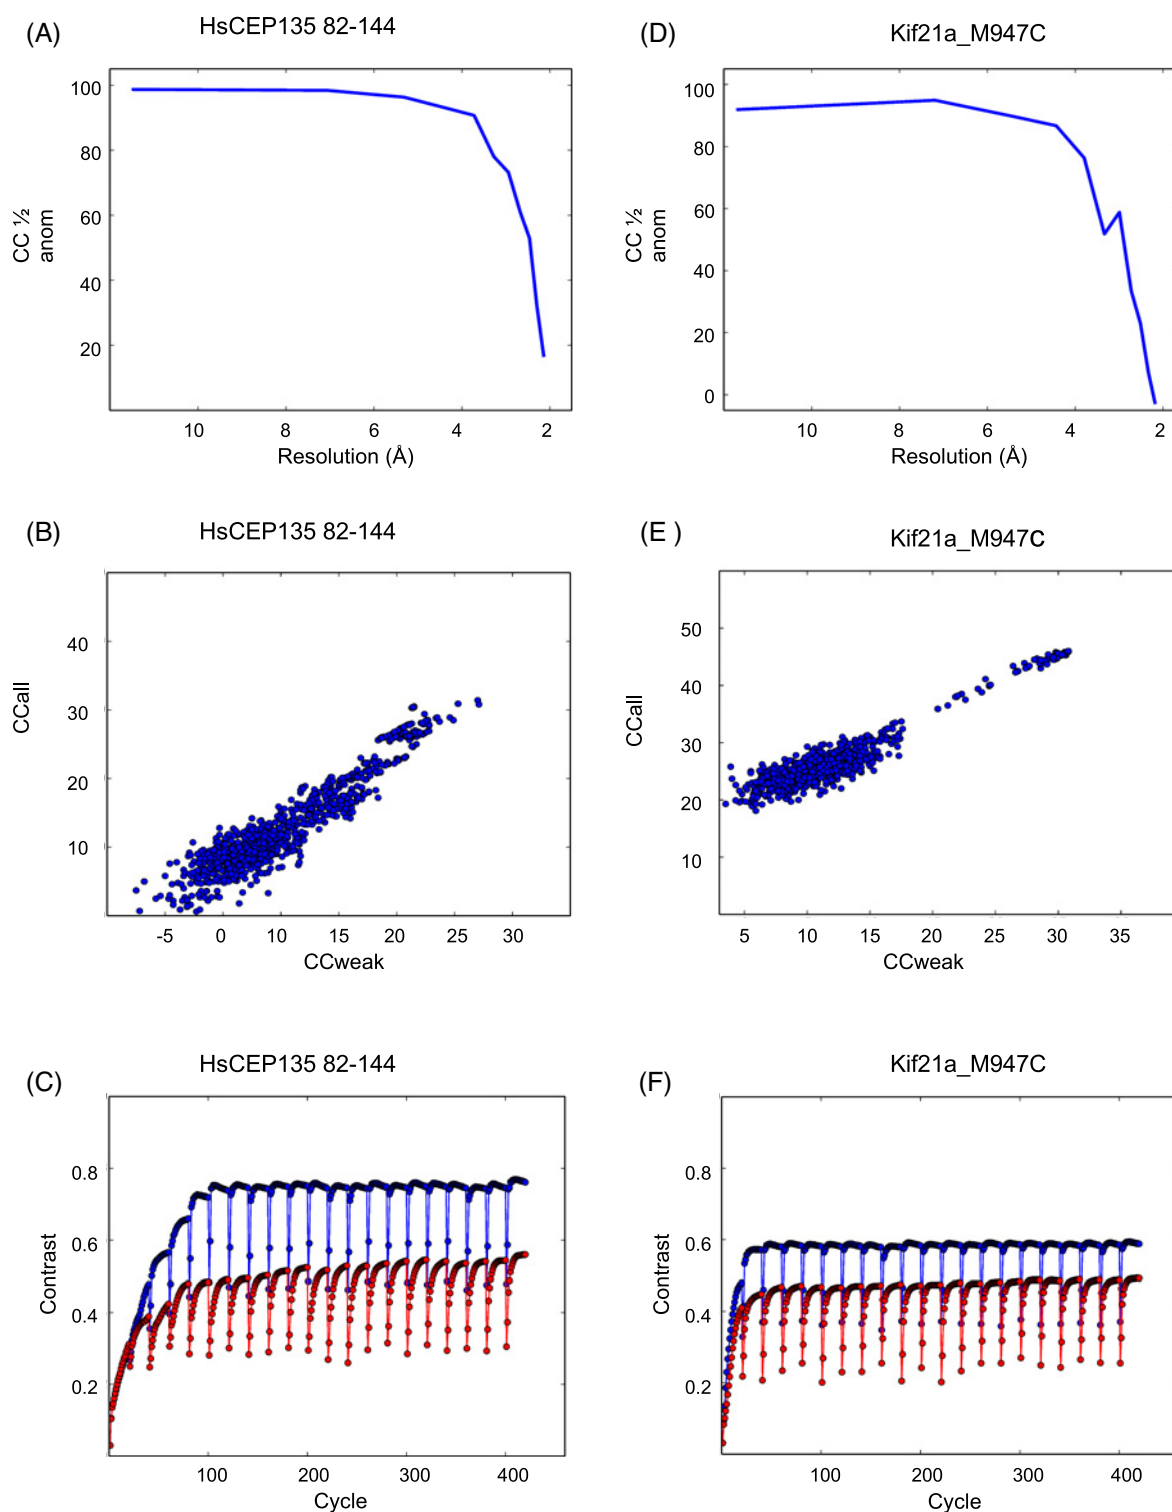 (A)
HsCEP135 82-144
100
80
60
40
20
CC ½
anom
10 8 6 4 2
Resolution (Å)
(D)
Kif21a_M947C
100
80
60
40
20
0
CC ½
anom
10 8 6 4 2
Resolution (Å)
(B)
HsCEP135 82-144
40
30
20
10
CCall
-5 0 10 15 20 25 30
CCweak
(E )
Kif21a_M947C
50
40
30
20
10
CCall
5 10 15 20 25 30 35
CCweak
(C)
HsCEP135 82-144
0.8
0.6
0.4
0.2
Contrast
100 200 300 400
Cycle
(F)
Kif21a_M947C
0.8
0.6
0.4
0.2
Contrast
100 200 300 400
Cycle